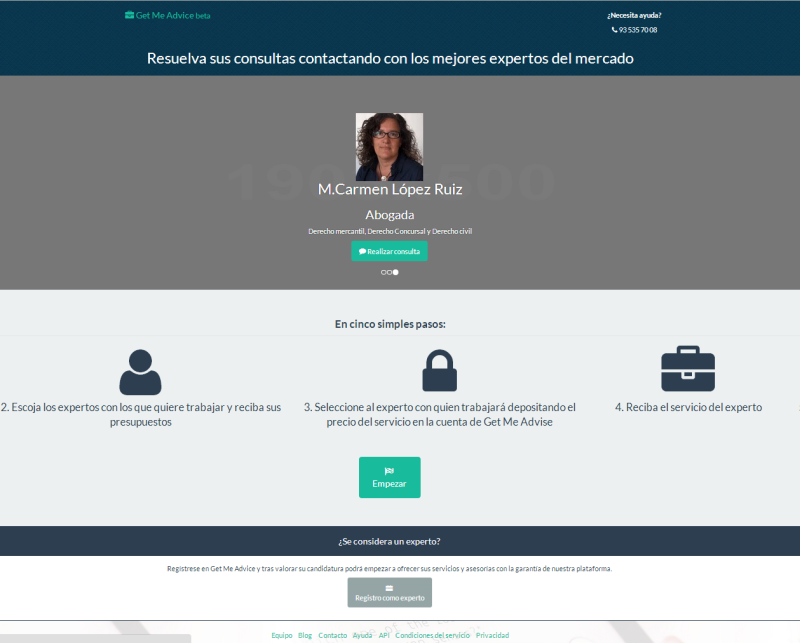 Get Me Advice beta
¿Necesita ayuda?
93 535 70 08
Resuelva sus consultas contactando con los mejores expertos del mercado
M.Carmen López Ruiz
Abogada
Derecho mercantil, Derecho Concursal y Derecho civil
Realizar consulta
En cinco simples pasos:
2. Escoja los expertos con los que quiere trabajar y reciba sus
presupuestos
3. Seleccione al experto con quien trabajará depositando el
precio del servicio en la cuenta de Get Me Advise
4. Reciba el servicio del experto
Empezar
¿Se considera un experto?
Registrese en Get Me Advice y tras valorar su candidatura podrá empezar a ofrecer sus servicios y asesorias con la garantia de nuestra plataforma.
Registro como experto
Equipo Blog Contacto Ayuda API Condiciones del servicio Privacidad